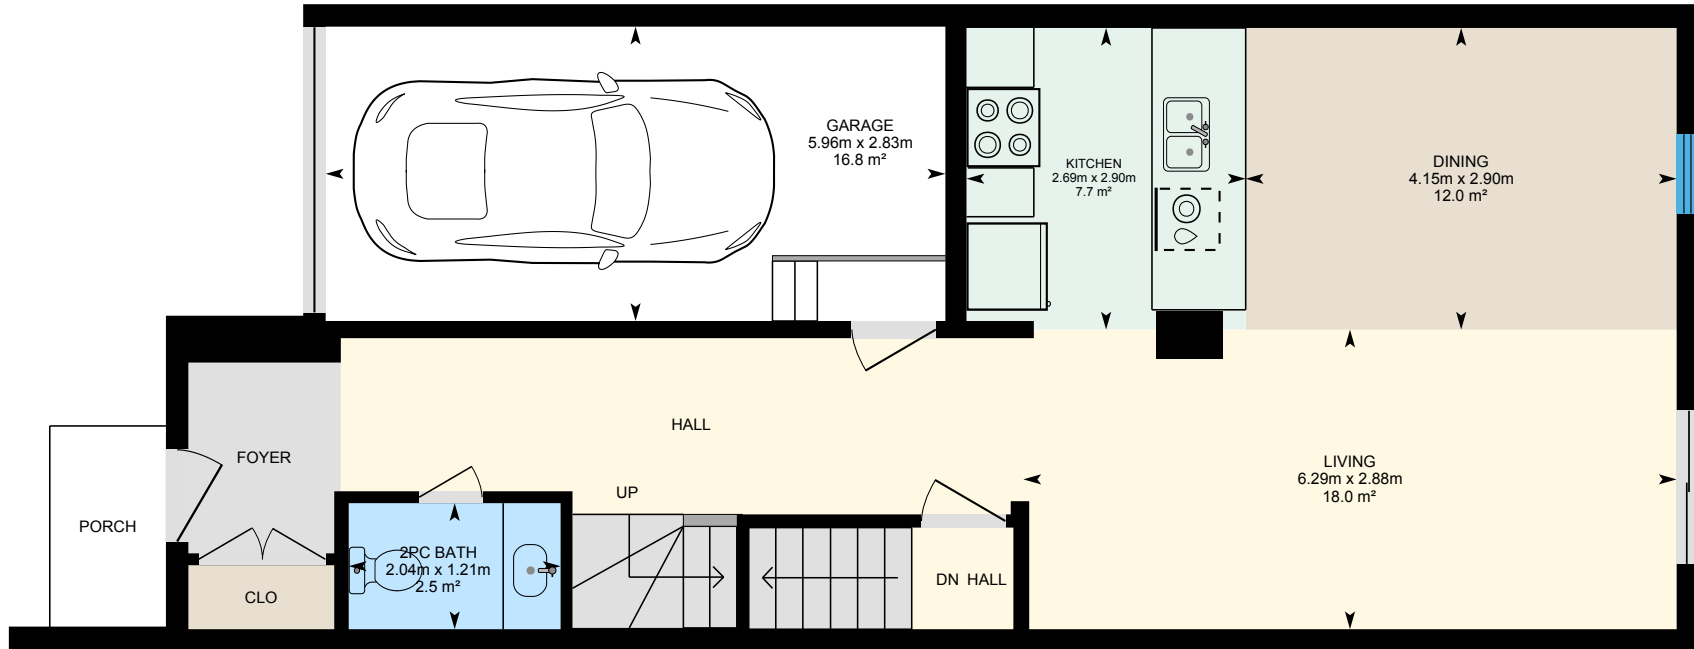 GARAGE
5.96m x 2.83m
16.8 m²
KITCHEN
2.69m x 2.90m
7.7 m²
DINING
4.15m x 2.90m
12.0 m²
HALL
FOYER
LIVING
6.29m x 2.88m
18.0 m²
UP
PORCH
2PC BATH
2.04m x 1.21m
2.5 m²
DN HALL
CLO